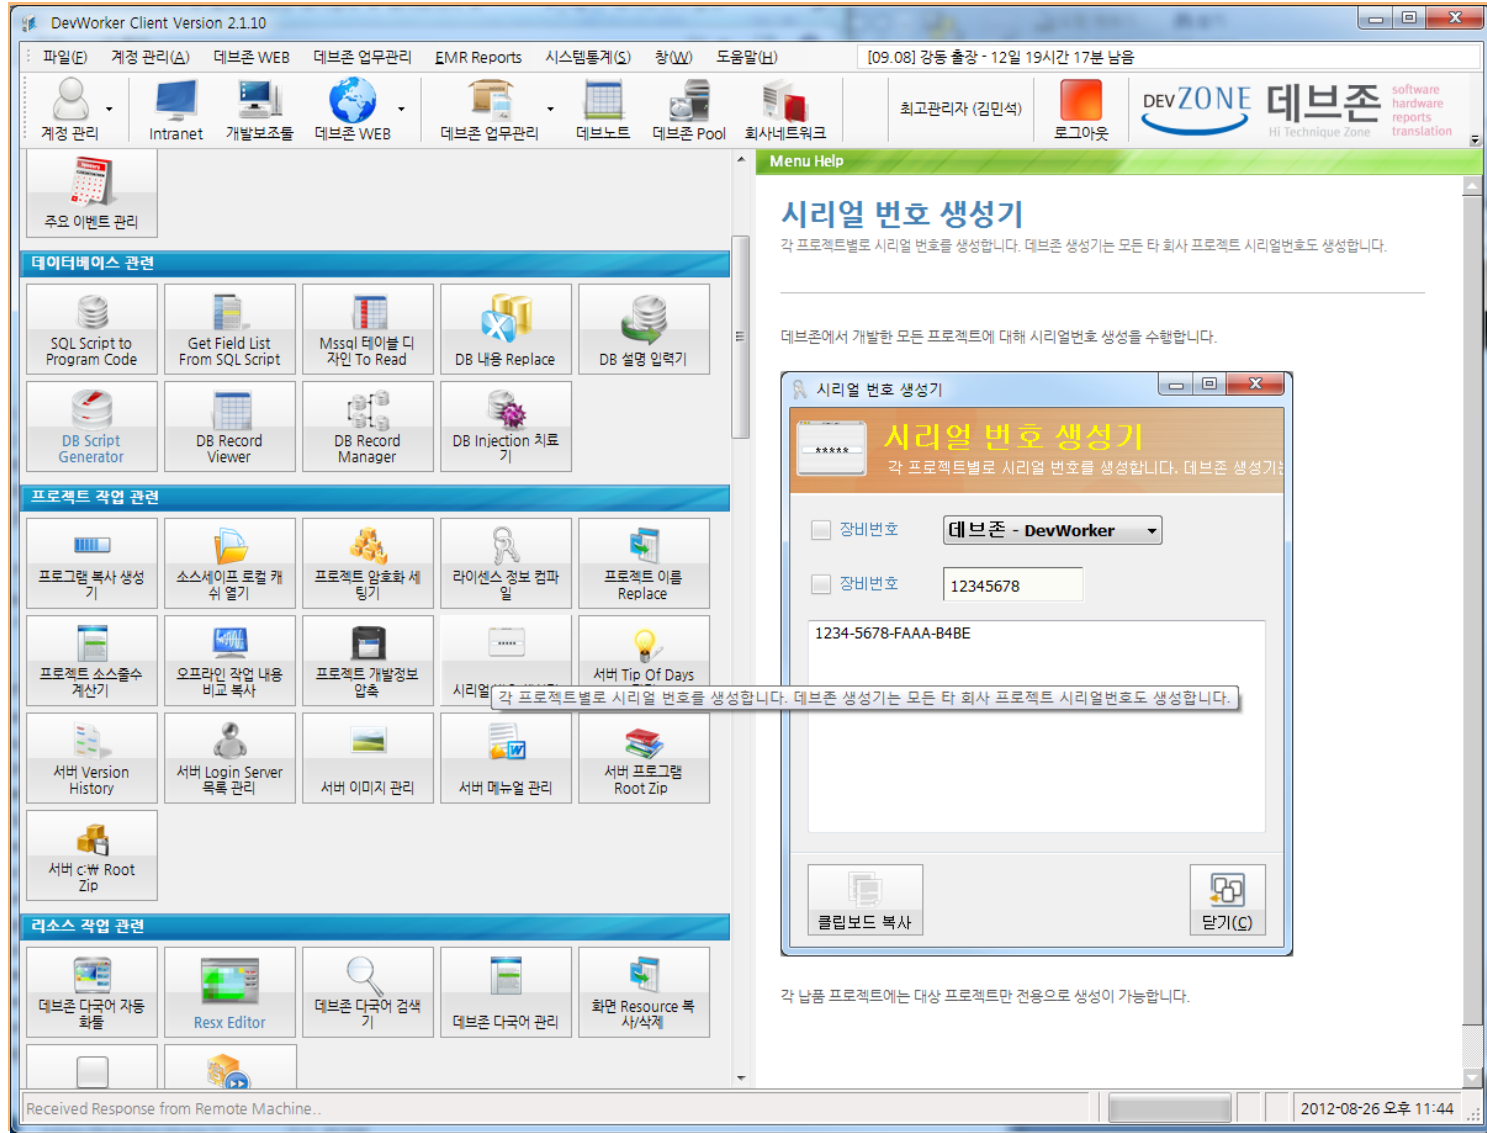 DevWorker Client Version 2.1.10
파일(F) 계정 관리(A) 데브존 WEB 데브존 업무관리 EMR Reports 시스템통계(S) 창(W) 도움말(H) [09.08] 강동 출장 - 12일 19시간 17분 남음
계정 관리 Intranet 개발보조툴 데브존 WEB 데브존 업무관리 데브노트 데브존 Pool 회사네트워크 최고관리자 (김민석) 로그아웃
DEVZONE 데브존
Hi Technique Zone
software
hardware
reports
translation
주요 이벤트 관리
데이터베이스 관련
SQL Script to
Program Code
Get Field List
From SQL Script
Mssql 테이블 디
자인 To Read
DB 내용 Replace
DB 설명 입력기
DB Script
Generator
DB Record
Viewer
DB Record
Manager
DB Injection 치료
기
프로젝트 작업 관련
프로그램 복사 생성
기
소스세이프 로컬 캐
쉬 열기
프로젝트 암호화 세
팅기
라이센스 정보 컴파
일
프로젝트 이름
Replace
프로젝트 소스줄수
계산기
오프라인 작업 내용
비교 복사
프로젝트 개발정보
압축
시리얼
서버 Tip Of Days
각 프로젝트별로 시리얼 번호를 생성합니다. 데브존 생성기는 모든 타 회사 프로젝트 시리얼번호도 생성합니다.
서버 Version
History
서버 Login Server
목록 관리
서버 이미지 관리
서버 메뉴얼 관리
서버 프로그램
Root Zip
서버 c:₩ Root
Zip
리소스 작업 관련
데브존 다국어 자동
화툴
Resx Editor
데브존 다국어 검색
기
데브존 다국어 관리
화면 Resource 복
사/삭제
Menu Help
시리얼 번호 생성기
각 프로젝트별로 시리얼 번호를 생성합니다. 데브존 생성기는 모든 타 회사 프로젝트 시리얼번호도 생성합니다.
데브존에서 개발한 모든 프로젝트에 대해 시리얼번호 생성을 수행합니다.
시리얼 번호 생성기
시리얼 번호 생성기
각 프로젝트별로 시리얼 번호를 생성합니다. 데브존 생성기는
장비번호 데브존 - DevWorker
장비번호 12345678
1234-5678-FAAA-B4BE
클립보드 복사 닫기(C)
각 납품 프로젝트에는 대상 프로젝트만 전용으로 생성이 가능합니다.
Received Response from Remote Machine..
2012-08-26 오후 11:44